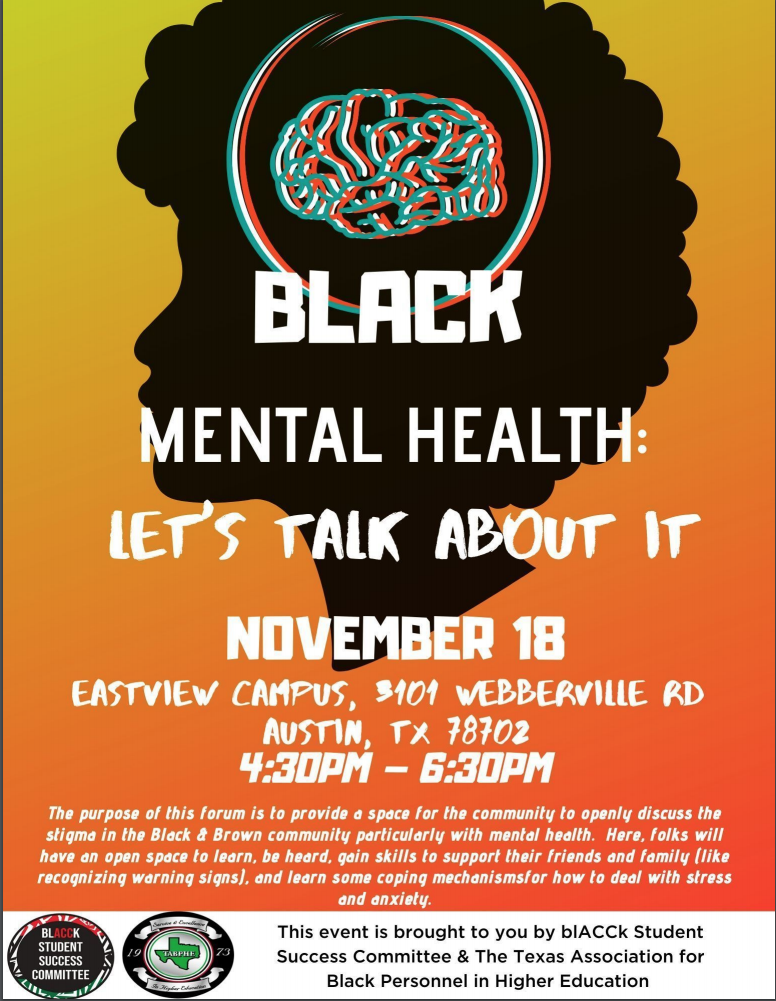 BLACK
MENTAL HEALTH:
LET'S TALK ABOUT IT
NOVEMBER 18
EASTVIEW CAMPUS, 3101 WEBBERVILLE RD
AUSTIN, TX 78702
4:30PM – 6:30PM
The purpose of this forum is to provide a space for the community to openly discuss the
stigma in the Black & Brown community particularly with mental health. Here, folks will
have an open space to learn, be heard, gain skills to support their friends and family (like
recognizing warning signs), and learn some coping mechanismsfor how to deal with stress
and anxiety.
BLACCK
STUDENT
SUCCESS
COMMITTEE
Service & Excellence
19 TABPHE 73
In Higher Education
This event is brought to you by blACCk Student
Success Committee & The Texas Association for
Black Personnel in Higher Education